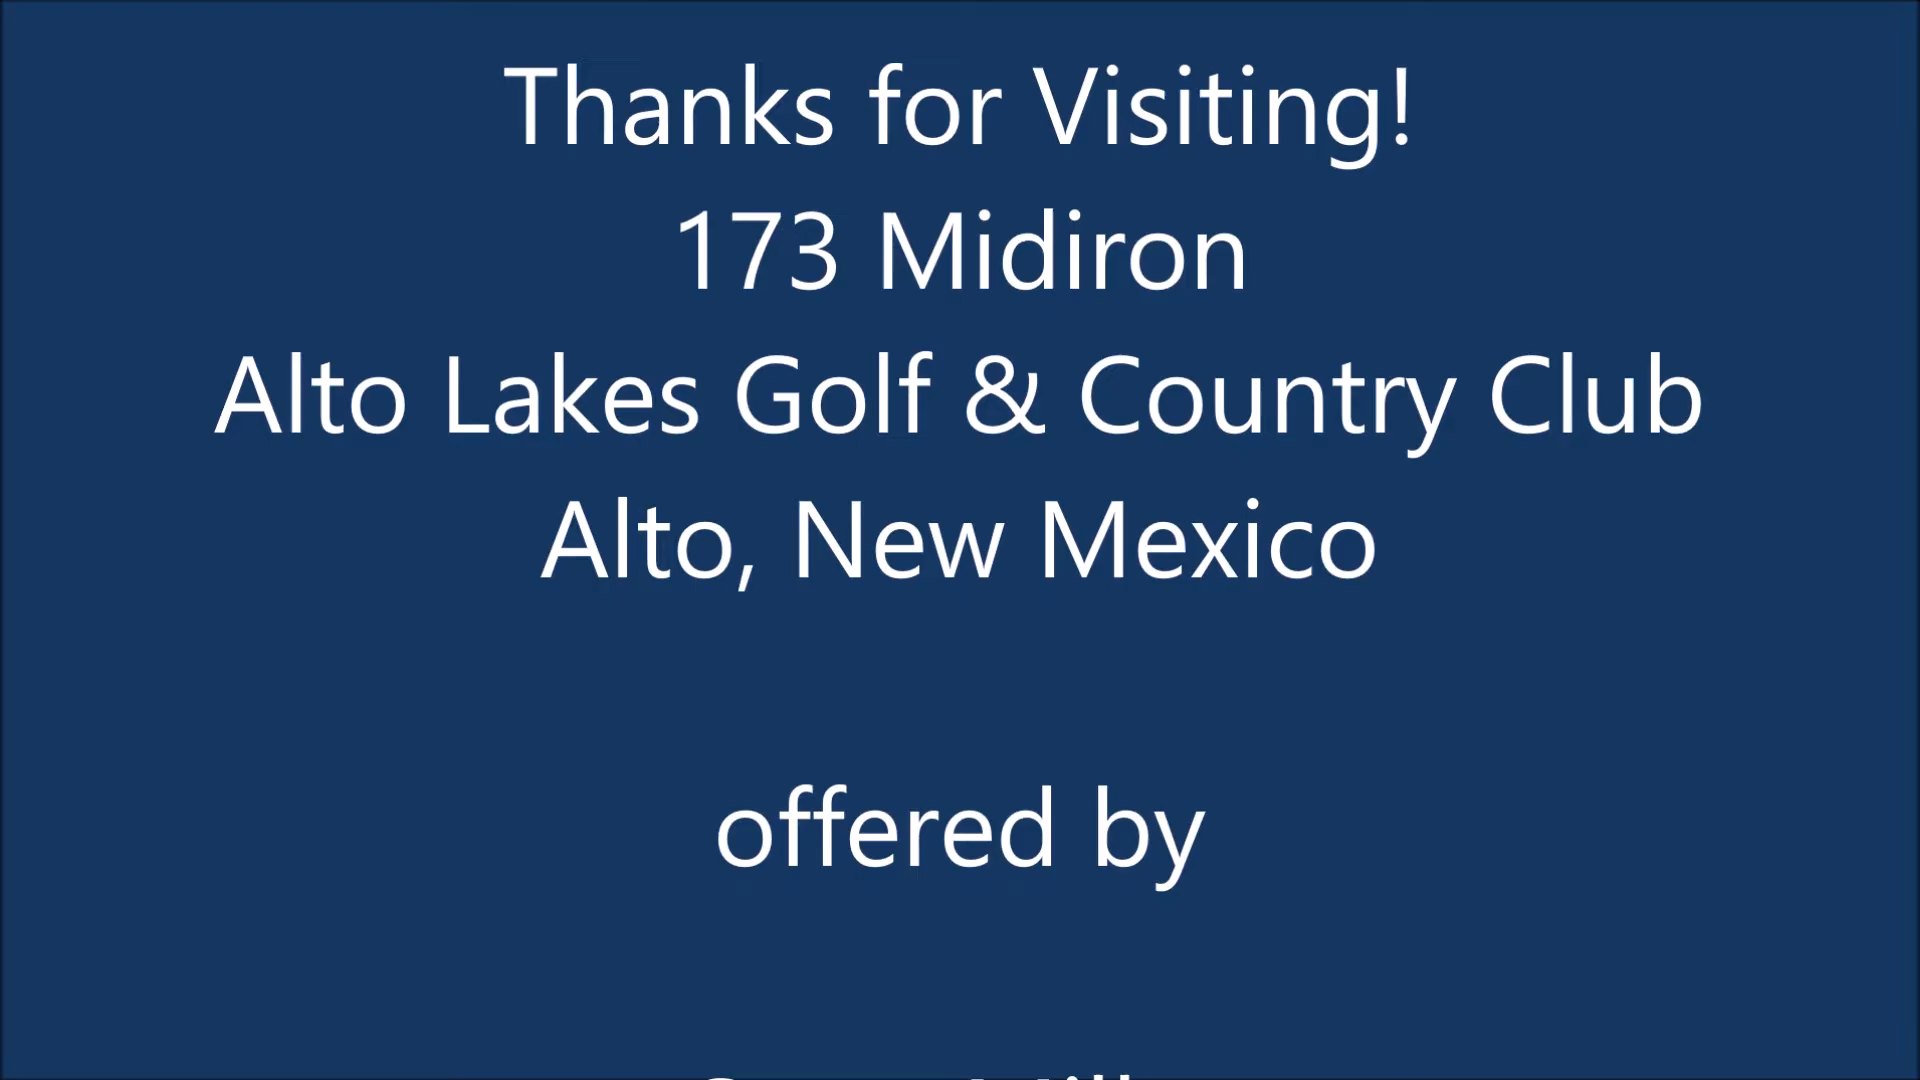 Thanks for Visiting!
173 Midiron
Alto Lakes Golf & Country Club
Alto, New Mexico
offered by